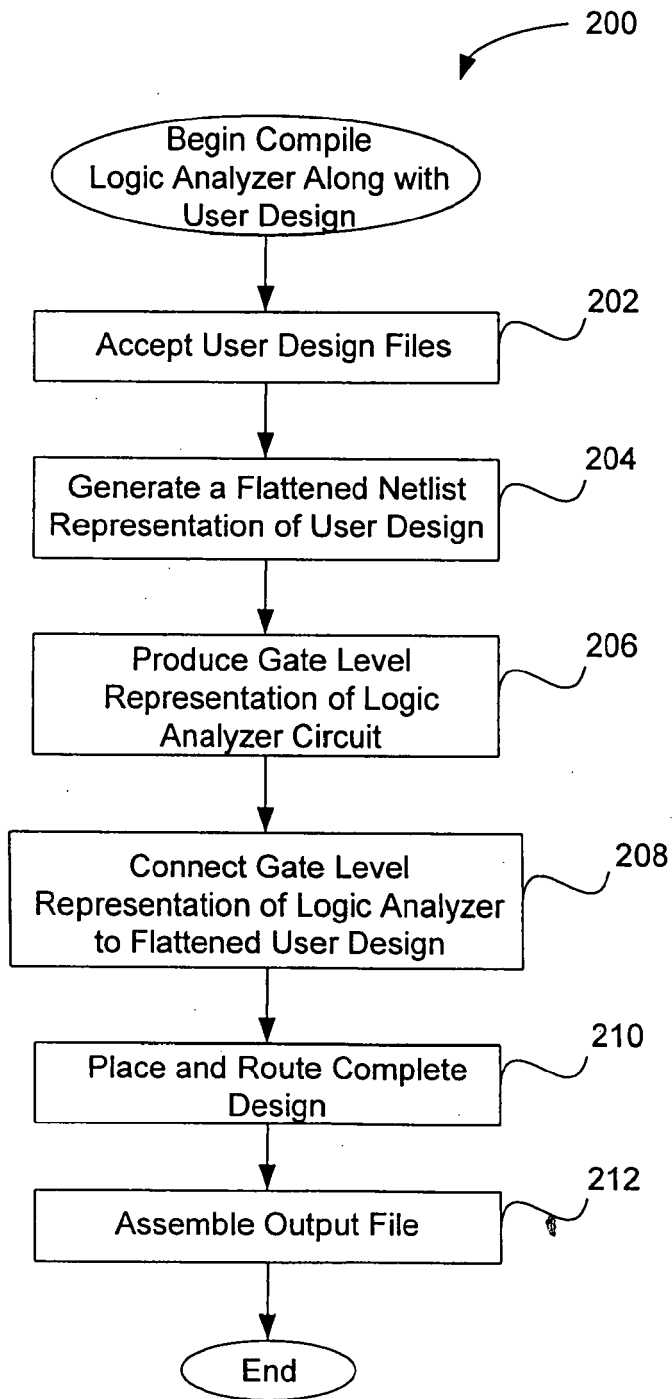 200
Begin Compile
Logic Analyzer Along with
User Design
202
Accept User Design Files
204
Generate a Flattened Netlist
Representation of User Design
206
Produce Gate Level
Representation of Logic
Analyzer Circuit
208
Connect Gate Level
Representation of Logic Analyzer
to Flattened User Design
210
Place and Route Complete
Design
212
Assemble Output File
End